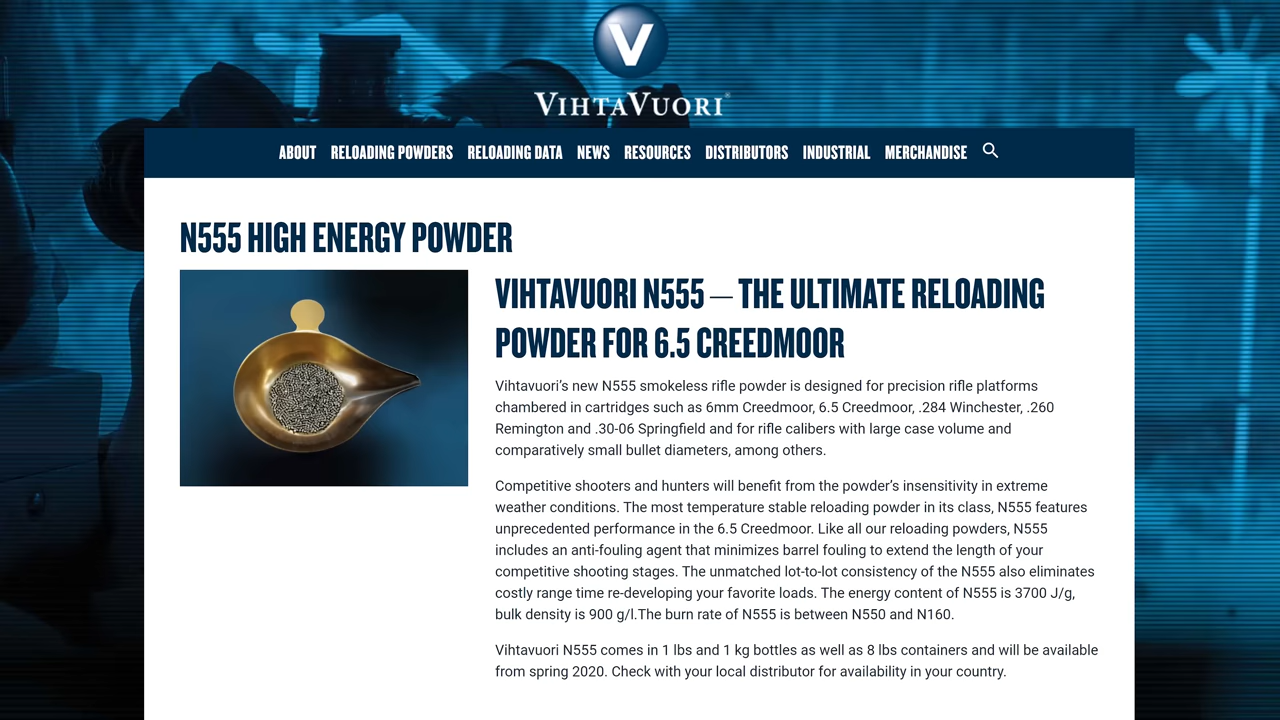 V
VIHTAVUORI®
ABOUT RELOADING POWDERS RELOADING DATA NEWS RESOURCES DISTRIBUTORS INDUSTRIAL MERCHANDISE
N555 HIGH ENERGY POWDER
VIHTAVUORI N555 — THE ULTIMATE RELOADING
POWDER FOR 6.5 CREEDMOOR
Vihtavuori’s new N555 smokeless rifle powder is designed for precision rifle platforms
chambered in cartridges such as 6mm Creedmoor, 6.5 Creedmoor, .284 Winchester, .260
Remington and .30-06 Springfield and for rifle calibers with large case volume and
comparatively small bullet diameters, among others.
Competitive shooters and hunters will benefit from the powder’s insensitivity in extreme
weather conditions. The most temperature stable reloading powder in its class, N555 features
unprecedented performance in the 6.5 Creedmoor. Like all our reloading powders, N555
includes an anti-fouling agent that minimizes barrel fouling to extend the length of your
competitive shooting stages. The unmatched lot-to-lot consistency of the N555 also eliminates
costly range time re-developing your favorite loads. The energy content of N555 is 3700 J/g,
bulk density is 900 g/l.The burn rate of N555 is between N550 and N160.
Vihtavuori N555 comes in 1 lbs and 1 kg bottles as well as 8 lbs containers and will be available
from spring 2020. Check with your local distributor for availability in your country.